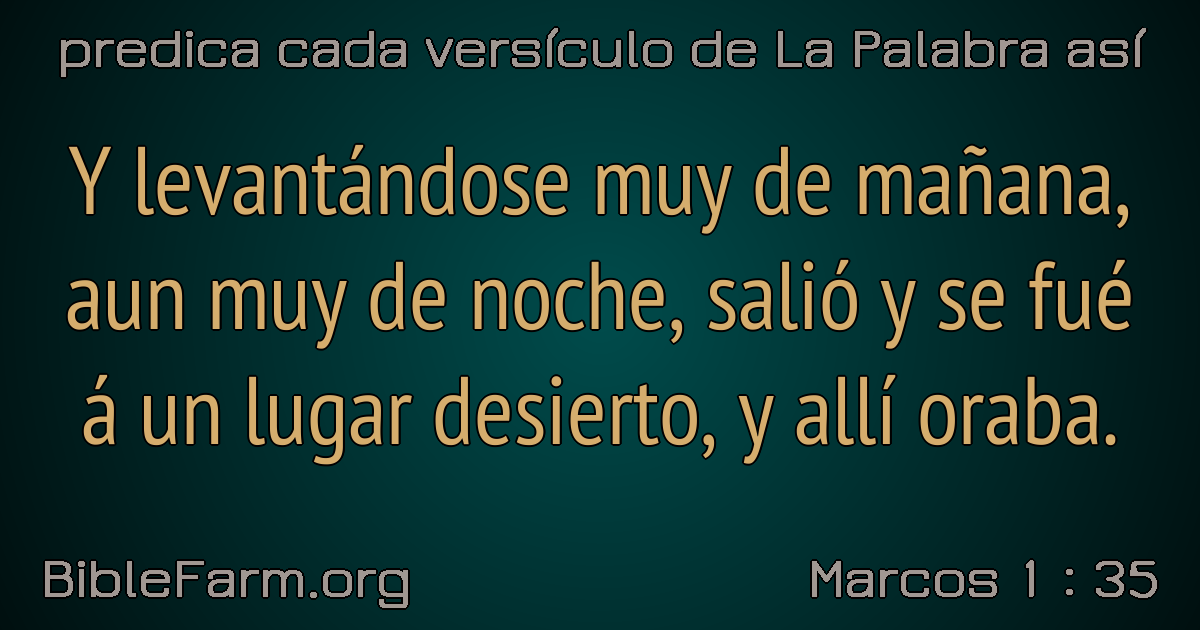 predica cada versículo de La Palabra así
Y levantándose muy de mañana,
aun muy de noche, salió y se fué
á un lugar desierto, y allí oraba.
BibleFarm.org
Marcos 1 : 35